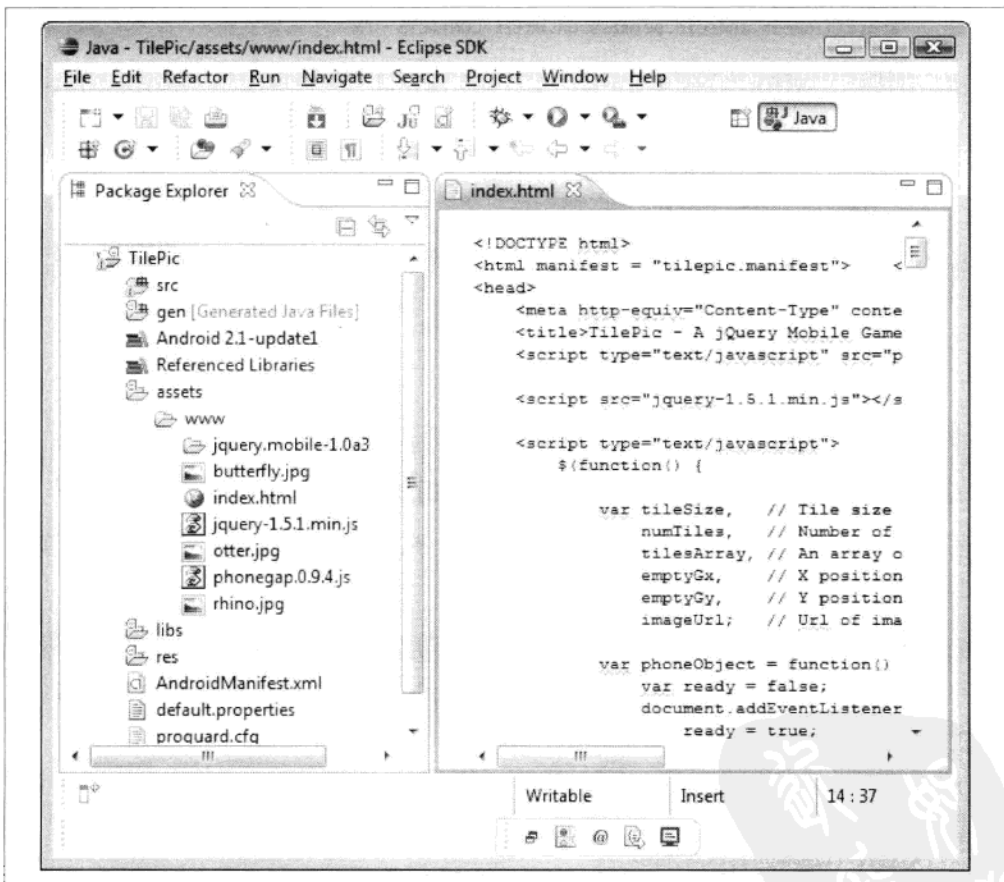 Java - TilePic/assets/www/index.html - Eclipse SDK
File Edit Refactor Run Navigate Search Project Window Help
Java
Package Explorer
TilePic
src
gen [Generated Java Files]
Android 2.1-update1
Referenced Libraries
assets
www
jquery.mobile-1.0a3
butterfly.jpg
index.html
jquery-1.5.1.min.js
otter.jpg
phonegap.0.9.4.js
rhino.jpg
libs
res
AndroidManifest.xml
default.properties
proguard.cfg
index.html
<!DOCTYPE html>
<html manifest = "tilepic.manifest"> <
<head>
<meta http-equiv="Content-Type" conte
<title>TilePic - A jQuery Mobile Game
<script type="text/javascript" src="p
<script src="jquery-1.5.1.min.js"></s
<script type="text/javascript">
$(function() {
var tileSize, // Tile size
numTiles, // Number of
tilesArray, // An array o
emptyGx, // X position
emptyGy, // Y position
imageUrl; // Url of ima
var phoneObject = function()
var ready = false;
document.addEventListener
ready = true;
Writable Insert 14 : 37